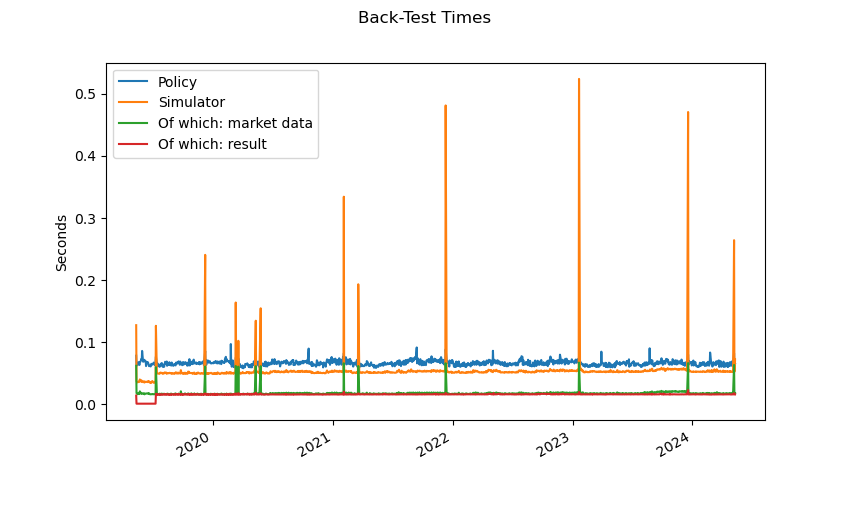 Back-Test Times
Policy
Simulator
Of which: market data
Of which: result
Seconds
0.5
0.4
0.3
0.2
0.1
0.0
2020
2021
2022
2023
2024